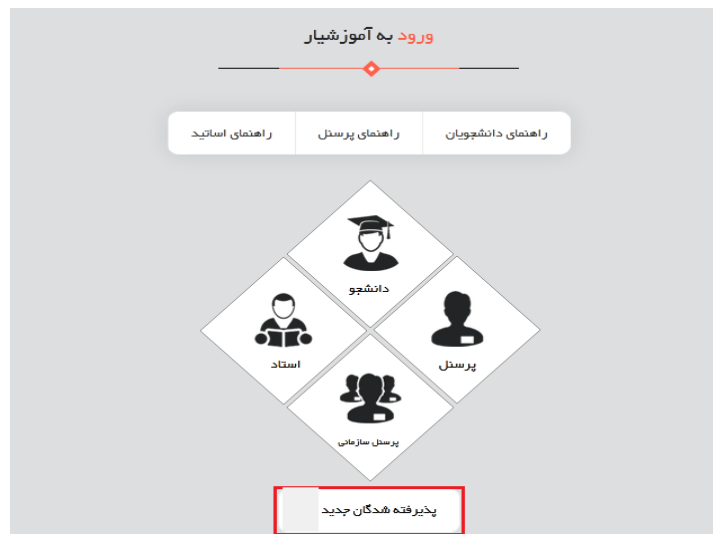 ورود به آموزشیار
راهنمای دانشجویان
راهنمای پرسنل
راهنمای اساتید
دانشجو
پرسنل
استاد
پرسنل سازمانی
پذیرفته شدگان جدید